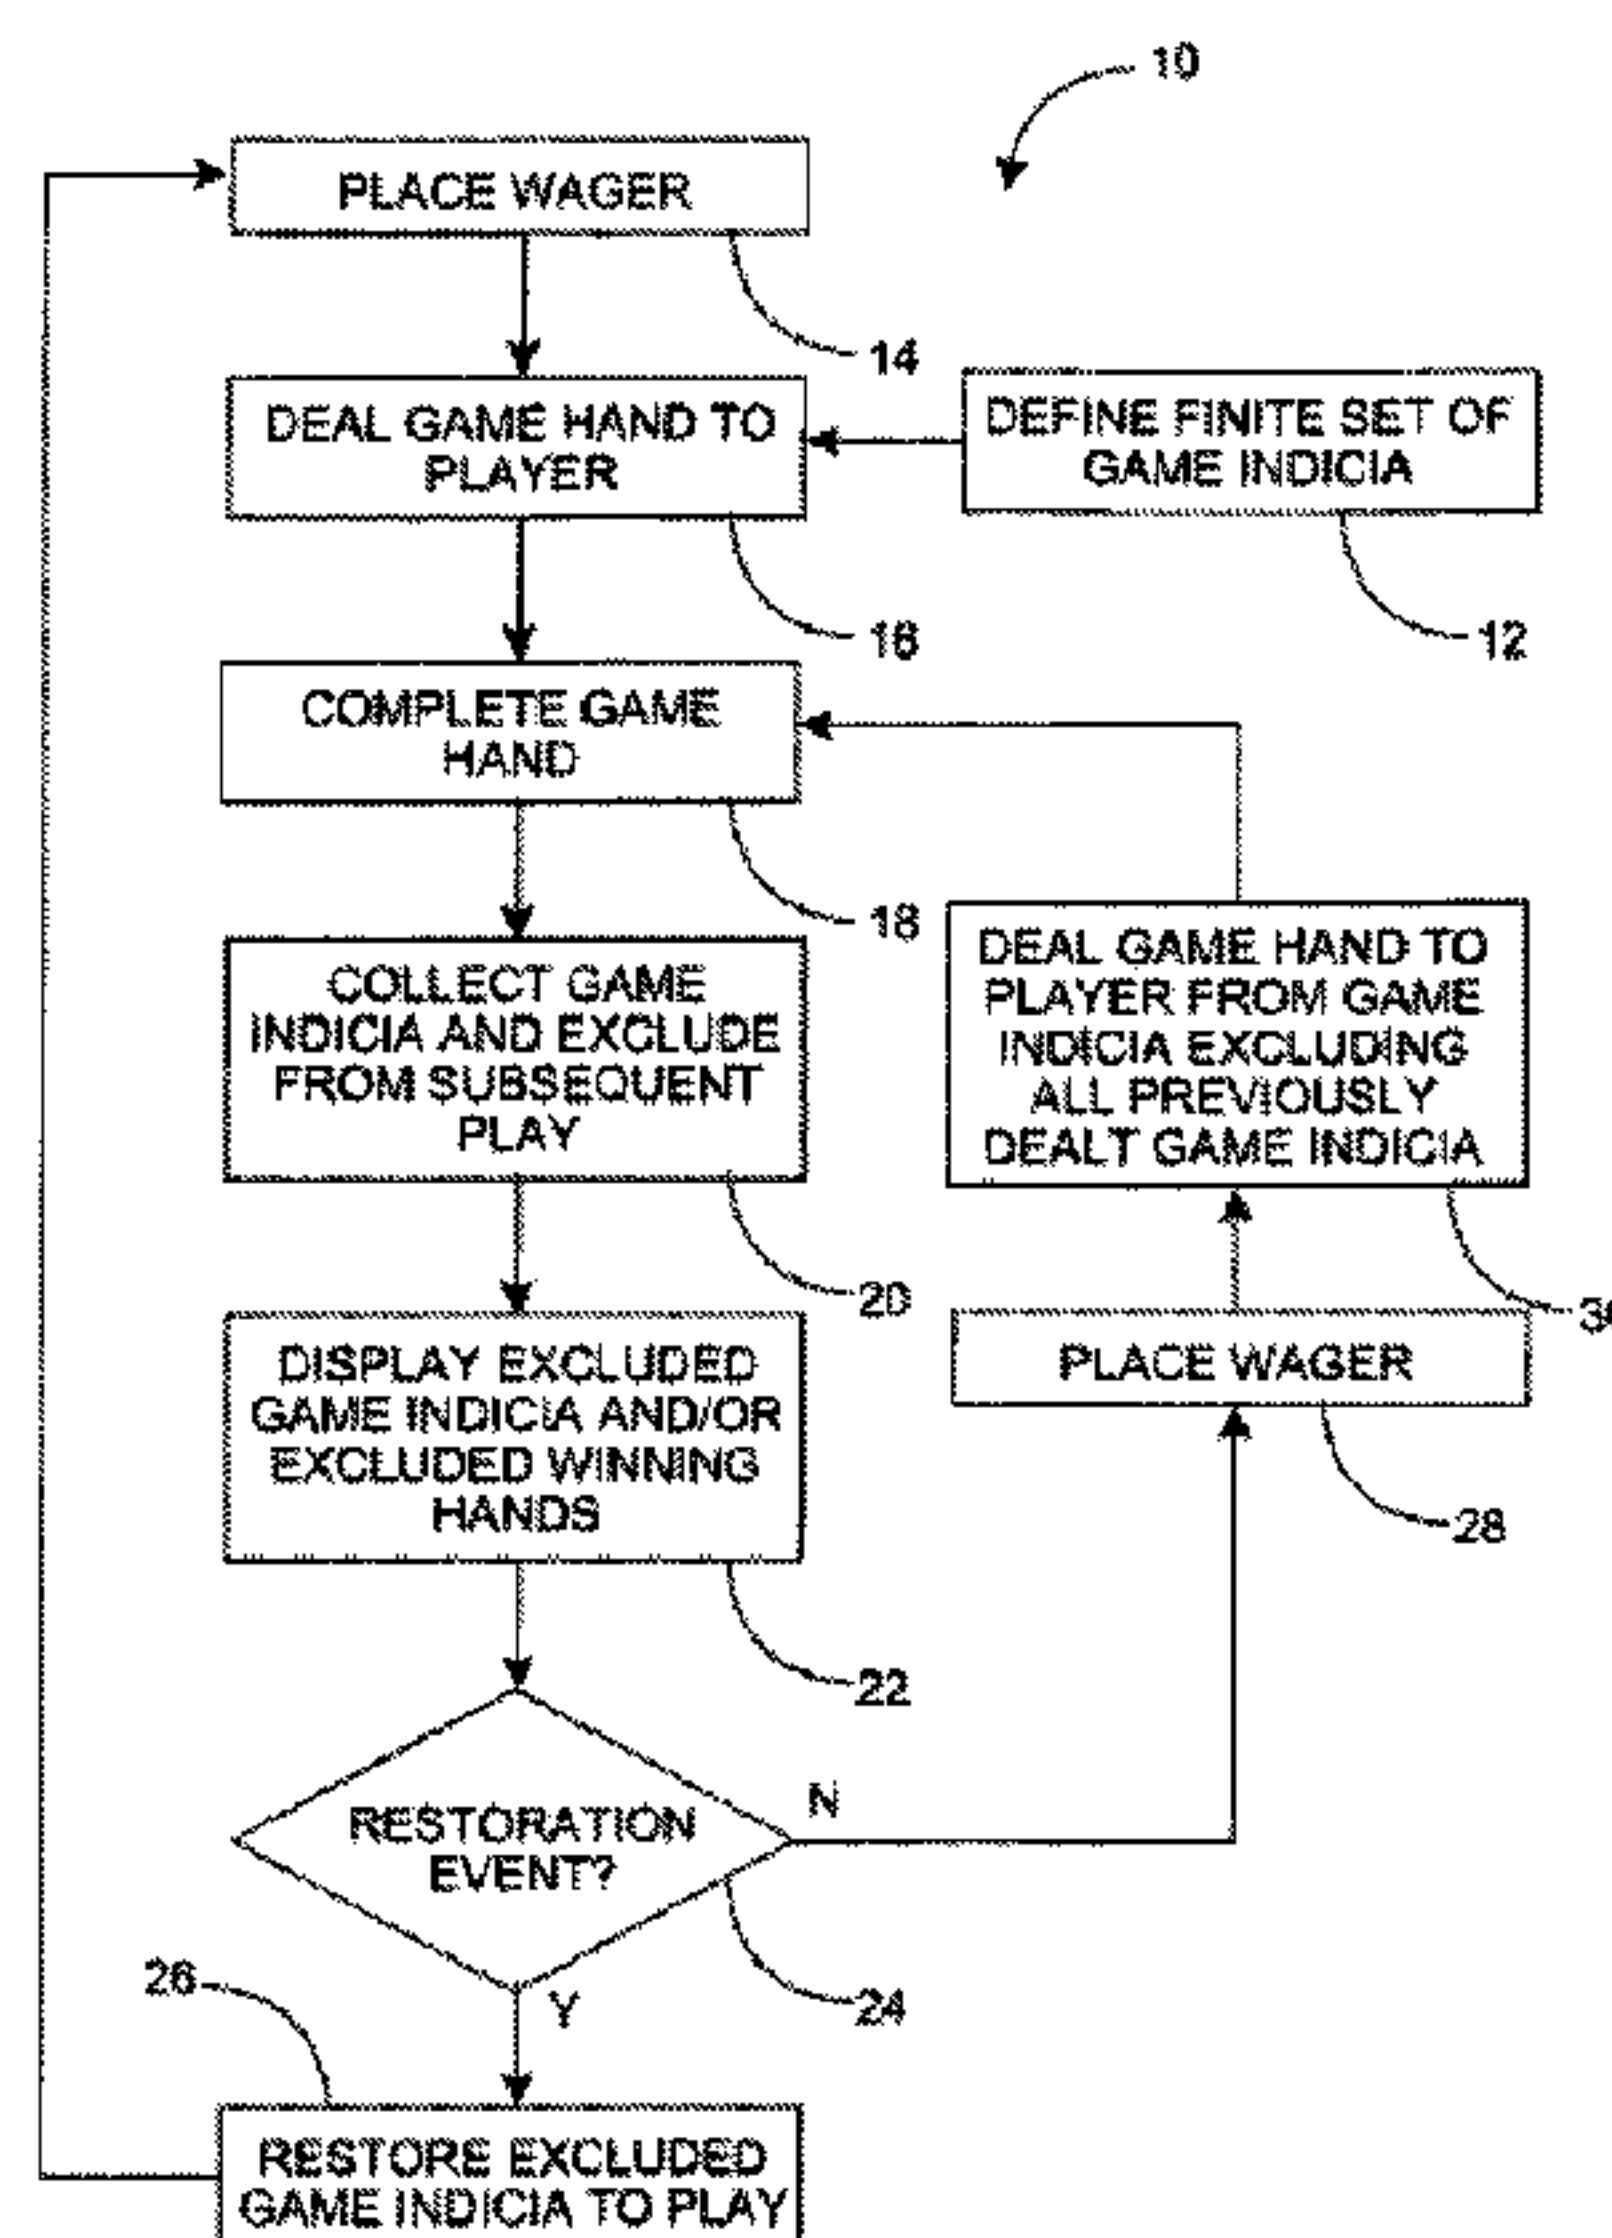 10
PLACE WAGER
14
DEAL GAME HAND TO
PLAYER
16
DEFINE FINITE SET OF
GAME INDICIA
12
COMPLETE GAME
HAND
18
COLLECT GAME
INDICIA AND EXCLUDE
FROM SUBSEQUENT
PLAY
20
DEAL GAME HAND TO
PLAYER FROM GAME
INDICIA EXCLUDING
ALL PREVIOUSLY
DEALT GAME INDICIA
DISPLAY EXCLUDED
GAME INDICIA AND/OR
EXCLUDED WINNING
HANDS
22
PLACE WAGER
28
RESTORATION
EVENT?
N
Y
24
26
RESTORE EXCLUDED
GAME INDICIA TO PLAY